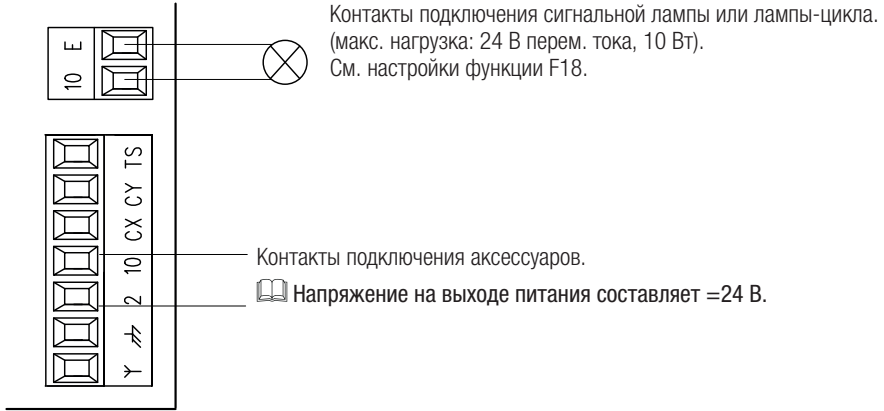 Контакты подключения сигнальной лампы или лампы-цикла.
(макс. нагрузка: 24 В перем. тока, 10 Вт).
См. настройки функции F18.
E
10
TS
CY
CX
10
2
Y
Контакты подключения аксессуаров.
Напряжение на выходе питания составляет =24 В.